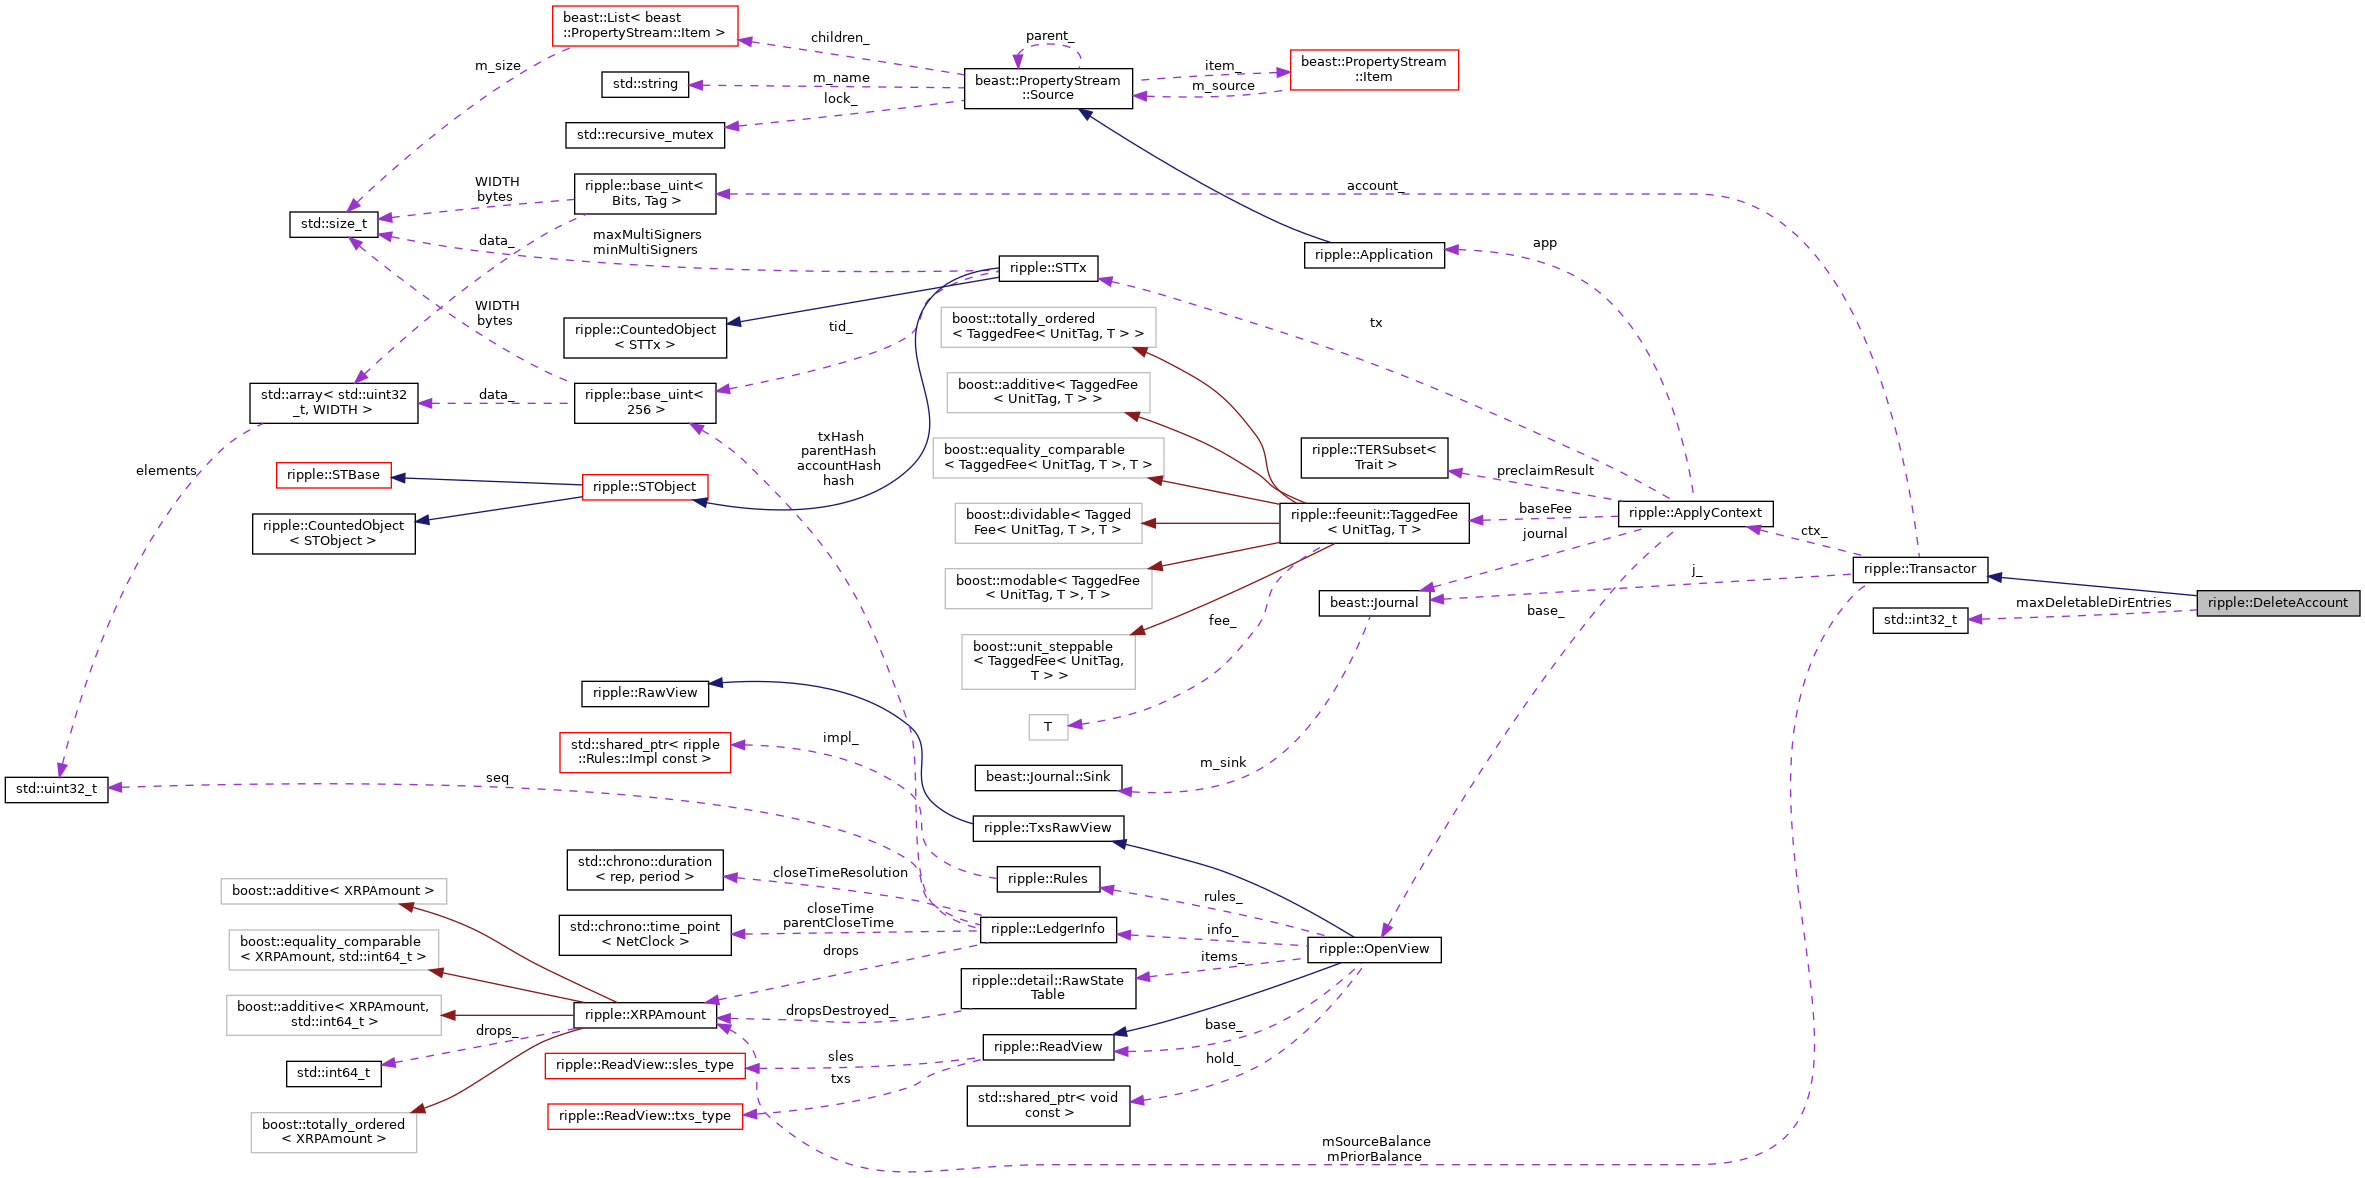 beast::List< beast
::PropertyStream::Item >
children_
parent_
m_size
std::string
m_name
beast::PropertyStream
::Source
item_
m_source
beast::PropertyStream
::Item
lock_
std::recursive_mutex
WIDTH
bytes
ripple::base_uint<
Bits, Tag >
account_
std::size_t
data_
maxMultiSigners
minMultiSigners
ripple::STTx
ripple::Application
app
WIDTH
bytes
ripple::CountedObject
< STTx >
tid_
boost::totally_ordered
< TaggedFee< UnitTag, T > >
tx
std::array< std::uint32
_t, WIDTH >
data_
ripple::base_uint<
256 >
boost::additive< TaggedFee
< UnitTag, T > >
elements
ripple::STBase
ripple::STObject
txHash
parentHash
accountHash
hash
boost::equality_comparable
< TaggedFee< UnitTag, T >, T >
ripple::TERSubset<
Trait >
preclaimResult
ripple::CountedObject
< STObject >
boost::dividable< Tagged
Fee< UnitTag, T >, T >
ripple::feeunit::TaggedFee
< UnitTag, T >
baseFee
journal
ripple::ApplyContext
ctx_
boost::modable< TaggedFee
< UnitTag, T >, T >
ripple::Transactor
j_
beast::Journal
base_
fee_
std::int32_t
maxDeletableDirEntries
ripple::DeleteAccount
boost::unit_steppable
< TaggedFee< UnitTag,
T > >
ripple::RawView
T
std::shared_ptr< ripple
::Rules::Impl const >
impl_
beast::Journal::Sink
m_sink
std::uint32_t
seq
ripple::TxsRawView
std::chrono::duration
< rep, period >
closeTimeResolution
ripple::Rules
rules_
boost::additive< XRPAmount >
std::chrono::time_point
< NetClock >
closeTime
parentCloseTime
ripple::LedgerInfo
info_
ripple::OpenView
boost::equality_comparable
< XRPAmount, std::int64_t >
drops
items_
ripple::detail::RawState
Table
boost::additive< XRPAmount,
std::int64_t >
ripple::XRPAmount
dropsDestroyed_
drops_
base_
ripple::ReadView
std::int64_t
ripple::ReadView::sles_type
sles
hold_
txs
std::shared_ptr< void
const >
boost::totally_ordered
< XRPAmount >
ripple::ReadView::txs_type
mSourceBalance
mPriorBalance